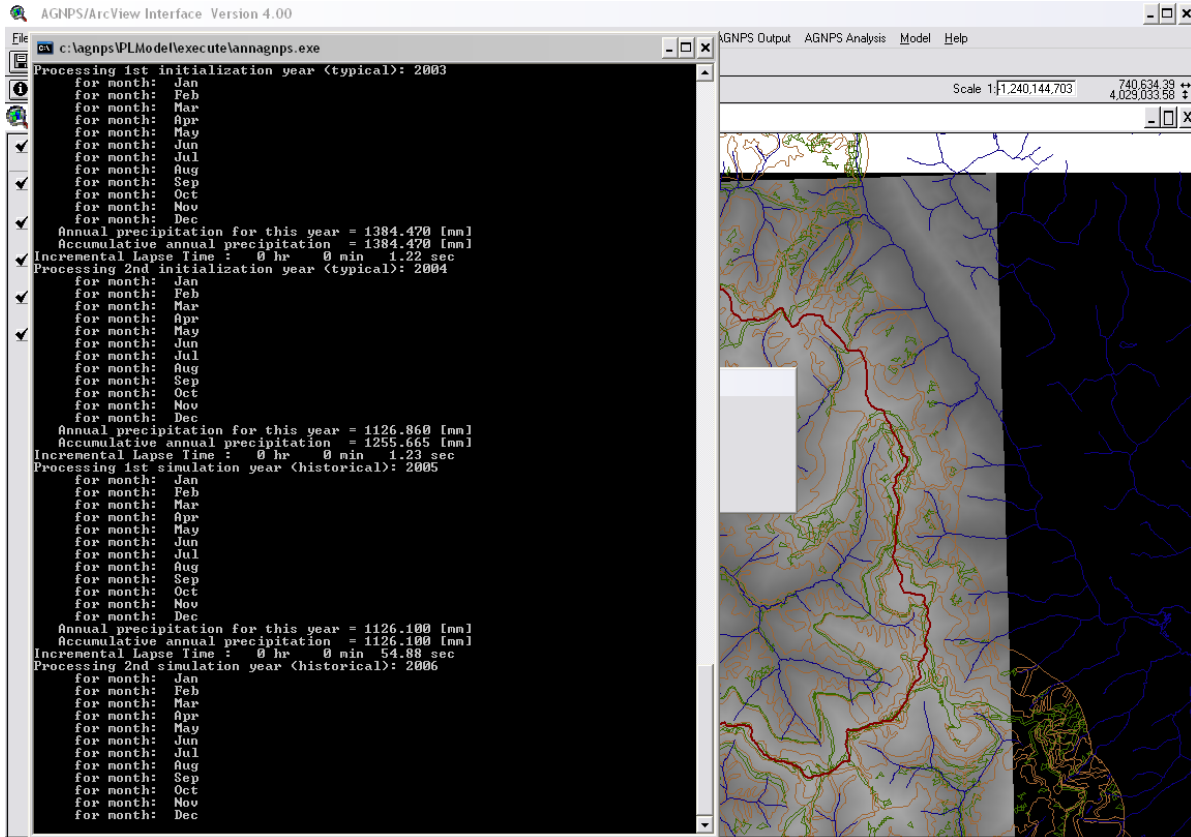 AGNPS/ArcView Interface Version 4.00
File
AGNPS Output AGNPS Analysis Model Help
Scale 1: -1,240,144,703
740,634.39
4,029,033.58
c:\agnps\PLModel\execute\annagnps.exe
Processing 1st initialization year (typical): 2003
for month: Jan
for month: Feb
for month: Mar
for month: Apr
for month: May
for month: Jun
for month: Jul
for month: Aug
for month: Sep
for month: Oct
for month: Nov
for month: Dec
Annual precipitation for this year = 1384.470 [mm]
Accumulative annual precipitation = 1384.470 [mm]
Incremental Lapse Time : 0 hr 0 min 1.22 sec
Processing 2nd initialization year (typical): 2004
for month: Jan
for month: Feb
for month: Mar
for month: Apr
for month: May
for month: Jun
for month: Jul
for month: Aug
for month: Sep
for month: Oct
for month: Nov
for month: Dec
Annual precipitation for this year = 1126.860 [mm]
Accumulative annual precipitation = 1255.665 [mm]
Incremental Lapse Time : 0 hr 0 min 1.23 sec
Processing 1st simulation year (historical): 2005
for month: Jan
for month: Feb
for month: Mar
for month: Apr
for month: May
for month: Jun
for month: Jul
for month: Aug
for month: Sep
for month: Oct
for month: Nov
for month: Dec
Annual precipitation for this year = 1126.100 [mm]
Accumulative annual precipitation = 1126.100 [mm]
Incremental Lapse Time : 0 hr 0 min 54.88 sec
Processing 2nd simulation year (historical): 2006
for month: Jan
for month: Feb
for month: Mar
for month: Apr
for month: May
for month: Jun
for month: Jul
for month: Aug
for month: Sep
for month: Oct
for month: Nov
for month: Dec